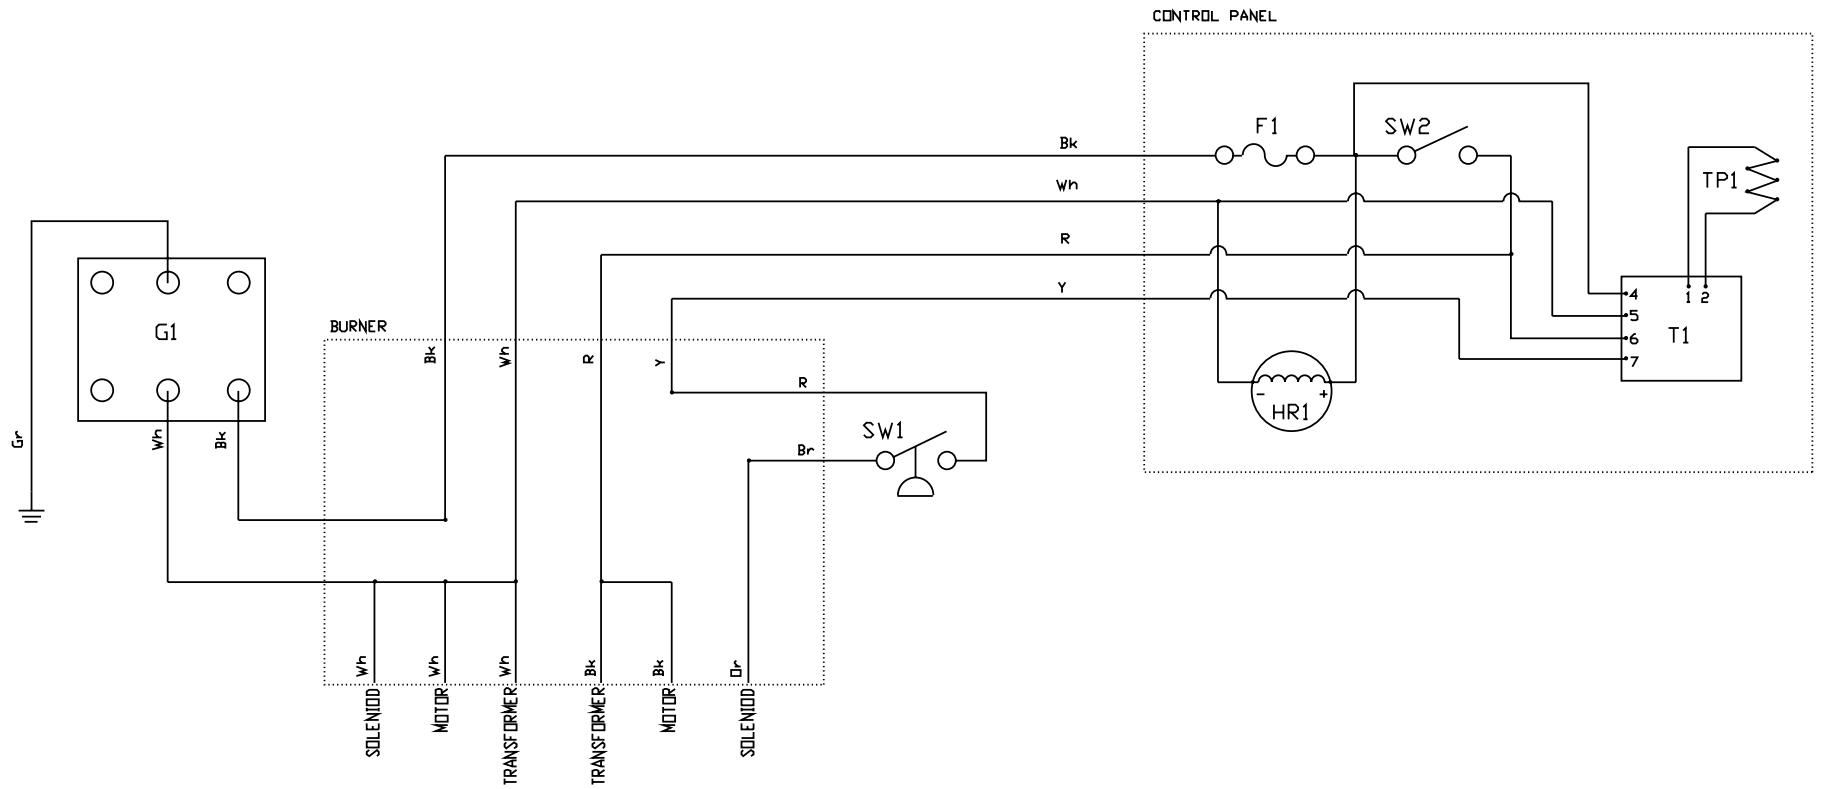 CONTROL PANEL
F1
SW2
Bk
Wh
TP1
R
Y
4
5
6
7
1 2
T1
- +
HR1
G1
BURNER
Bk
Wh
R
Y
R
SW1
Br
Gr
Wh
Bk
Wh
Wh
Wh
Bk
Bk
Or
SOLENIOD
MOTOR
TRANSFORMER
TRANSFORMER
MOTOR
SOLENIOD